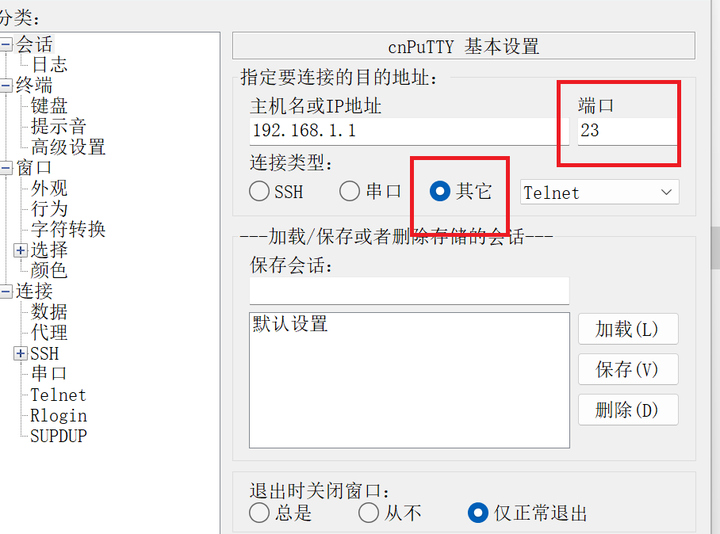 分类：
会话
日志
终端
键盘
提示音
高级设置
窗口
外观
行为
字符转换
选择
颜色
连接
数据
代理
SSH
串口
Telnet
Rlogin
SUPDUP
cnPuTTY 基本设置
指定要连接的目的地址：
主机名或IP地址 端口
192.168.1.1 23
连接类型：
SSH 串口 其它 Telnet
---加载/保存或者删除存储的会话---
保存会话：
默认设置
加载(L)
保存(V)
删除(D)
退出时关闭窗口：
总是 从不 仅正常退出